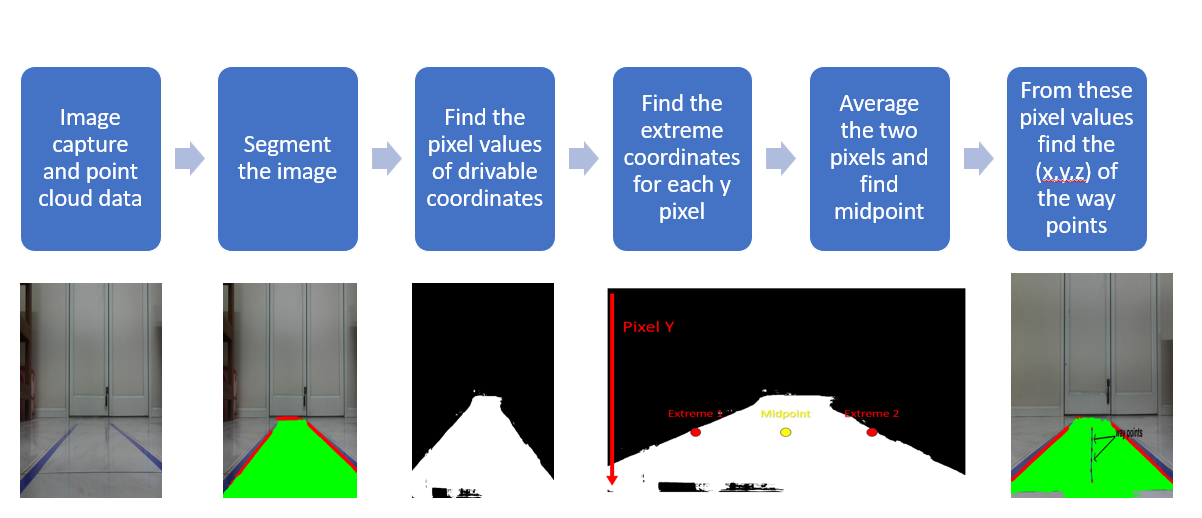 Image
capture
and point
cloud data
Segment
the image
Find the
pixel values
of drivable
coordinates
Find the
extreme
coordinates
for each y
pixel
Average
the two
pixels and
find
midpoint
From these
pixel values
find the
(x,y,z) of
the way
points
Pixel Y
Extreme 1
Midpoint
Extreme 2
way points